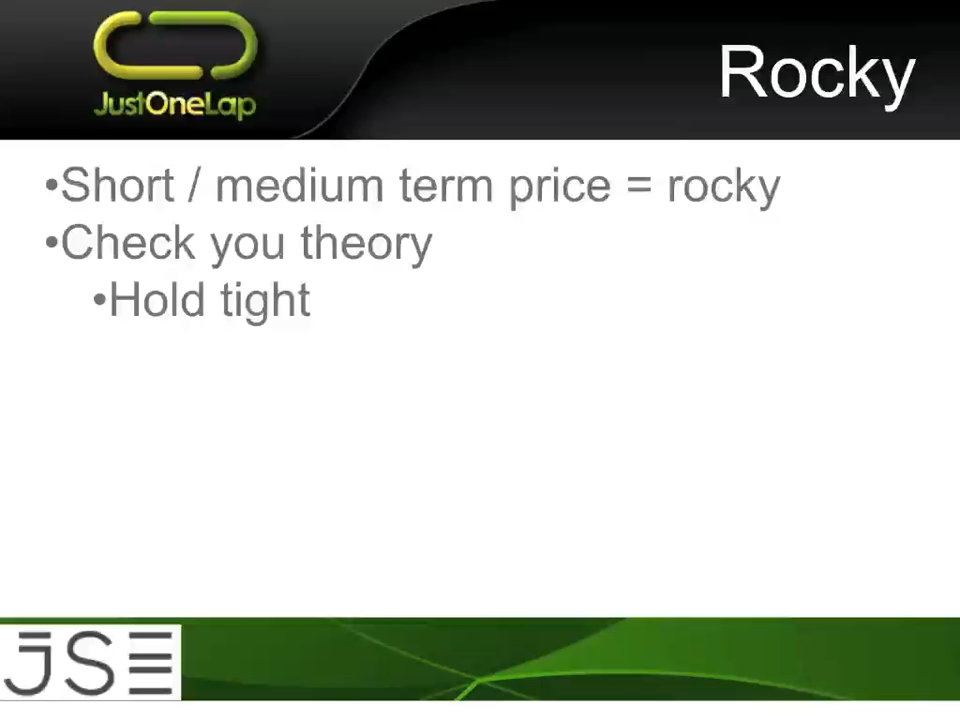 JustOneLap
Rocky
•Short / medium term price = rocky
•Check you theory
•Hold tight
JSE